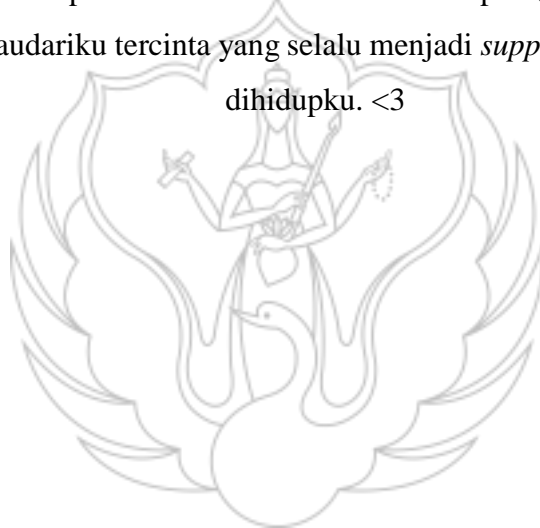 audariku tercinta yang selalu menjadi supp
dihidupku. <3